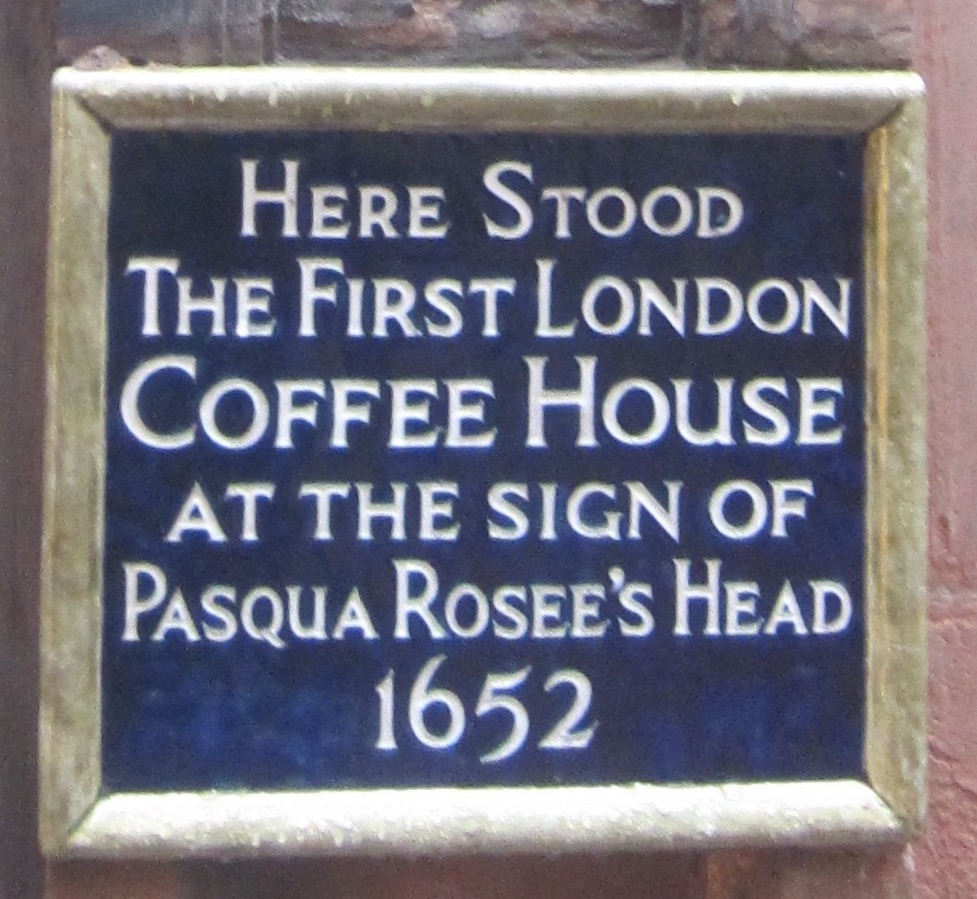 Here Stood
The First London
Coffee House
at the sign of
Pasqua Rosee's Head
1652